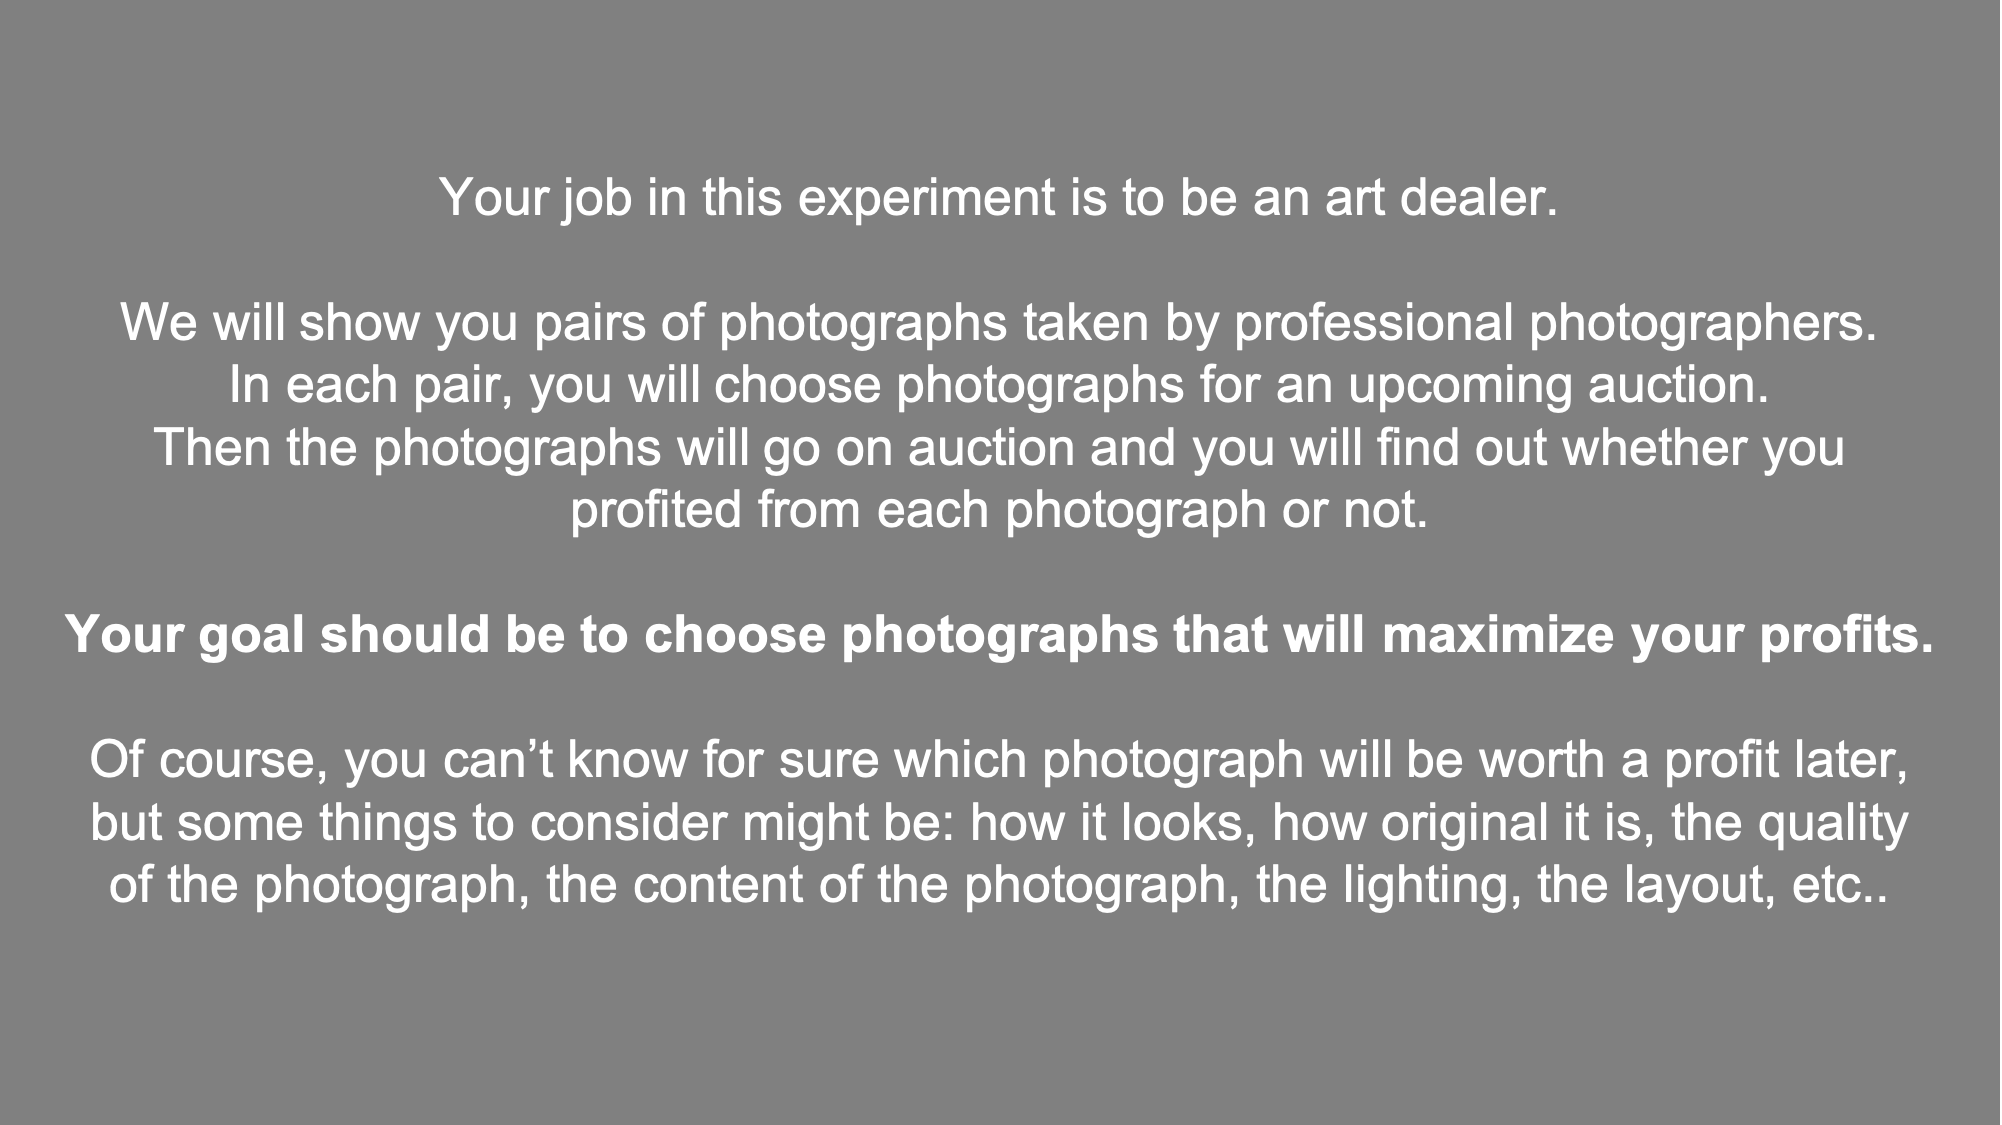 Your job in this experiment is to be an art dealer.
We will show you pairs of photographs taken by professional photographers.
In each pair, you will choose photographs for an upcoming auction.
Then the photographs will go on auction and you will find out whether you
profited from each photograph or not.
Your goal should be to choose photographs that will maximize your profits.
Of course, you can’t know for sure which photograph will be worth a profit later,
but some things to consider might be: how it looks, how original it is, the quality
of the photograph, the content of the photograph, the lighting, the layout, etc..